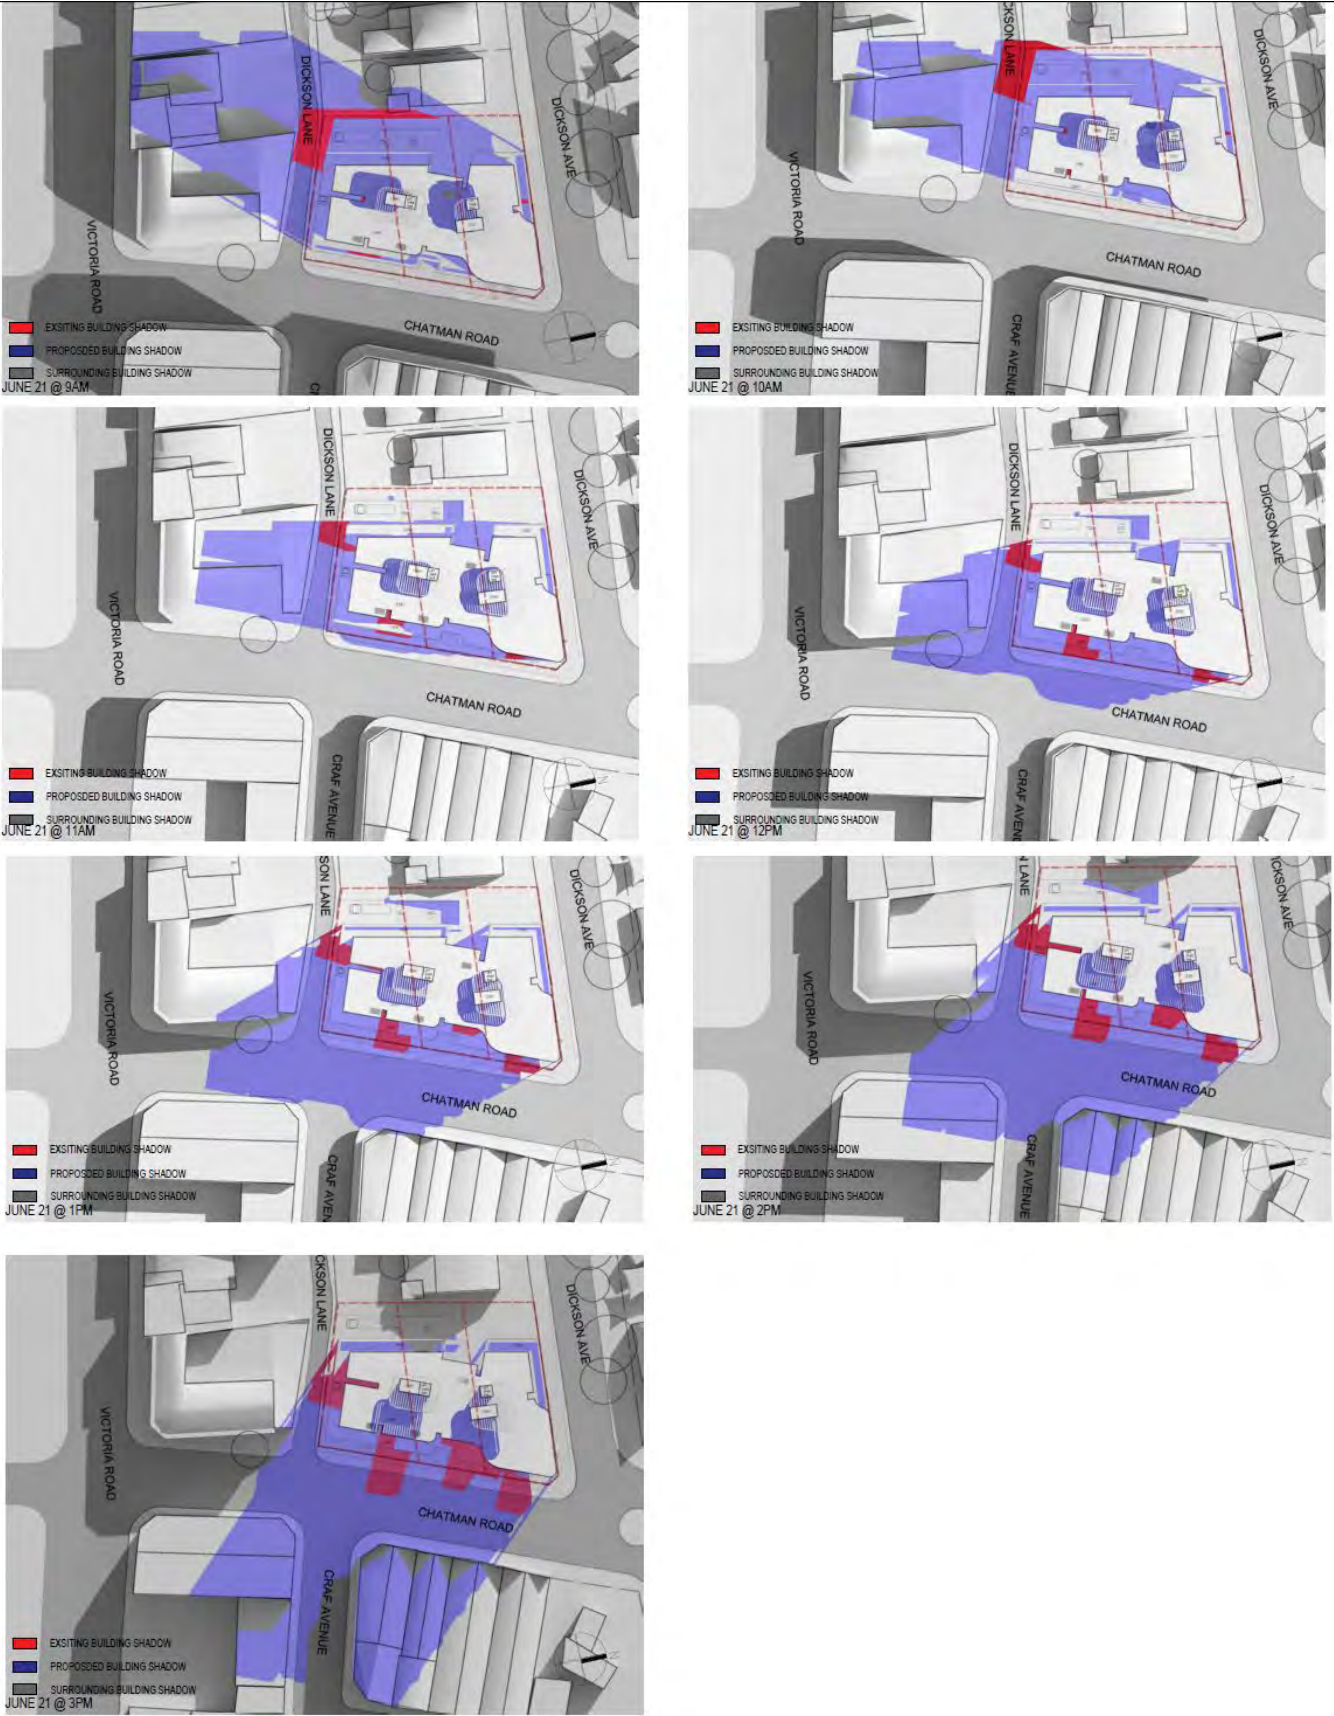 DICKSON LANE
DICKSON AVE
VICTORIA ROAD
CHATMAN ROAD
EXSITING BUILDING SHADOW
PROPOSDED BUILDING SHADOW
SURROUNDING BUILDING SHADOW
JUNE 21 @ 9AM
CKSON LANE
DICKSON AVE
VICTORIA ROAD
CHATMAN ROAD
CRAF AVENUE
EXSITING BUILDING SHADOW
PROPOSDED BUILDING SHADOW
SURROUNDING BUILDING SHADOW
JUNE 21 @ 10AM
DICKSON LANE
DICKSON AVE
VICTORIA ROAD
CHATMAN ROAD
CRAF AVENUE
EXSITING BUILDING SHADOW
PROPOSDED BUILDING SHADOW
SURROUNDING BUILDING SHADOW
JUNE 21 @ 11AM
DICKSON LANE
DICKSON AVE
VICTORIA ROAD
CHATMAN ROAD
CRAF AVENU
EXSITING BUILDING SHADOW
PROPOSDED BUILDING SHADOW
SURROUNDING BUILDING SHADOW
JUNE 21 @ 12PM
SON LANE
DICKSON AVE
VICTORIA ROAD
CHATMAN ROAD
CRAF AVEN
EXSITING BUILDING SHADOW
PROPOSDED BUILDING SHADOW
SURROUNDING BUILDING SHADOW
JUNE 21 @ 1PM
N LANE
ICKSON AVE
VICTORIA ROAD
CHATMAN ROAD
CRAF AVENUE
EXSITING BUILDING SHADOW
PROPOSDED BUILDING SHADOW
SURROUNDING BUILDING SHADOW
JUNE 21 @ 2PM
CKSON LANE
DICKSON AVE
VICTORIA ROAD
CHATMAN ROAD
CRAF AVENUE
EXSITING BUILDING SHADOW
PROPOSDED BUILDING SHADOW
SURROUNDING BUILDING SHADOW
JUNE 21 @ 3PM